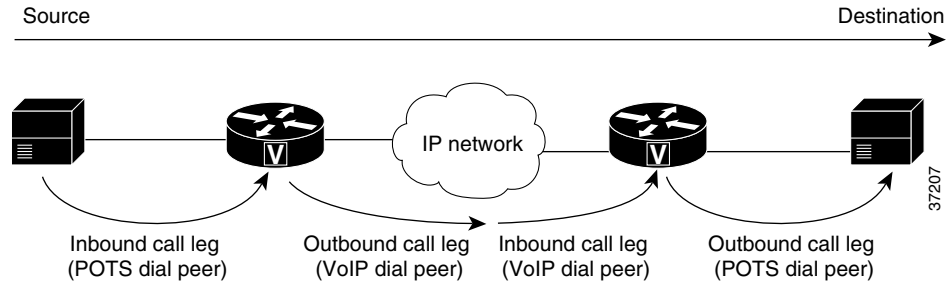 Source
Destination
IP network
V
V
37207
Inbound call leg
(POTS dial peer)
Outbound call leg
(VoIP dial peer)
Inbound call leg
(VoIP dial peer)
Outbound call leg
(POTS dial peer)